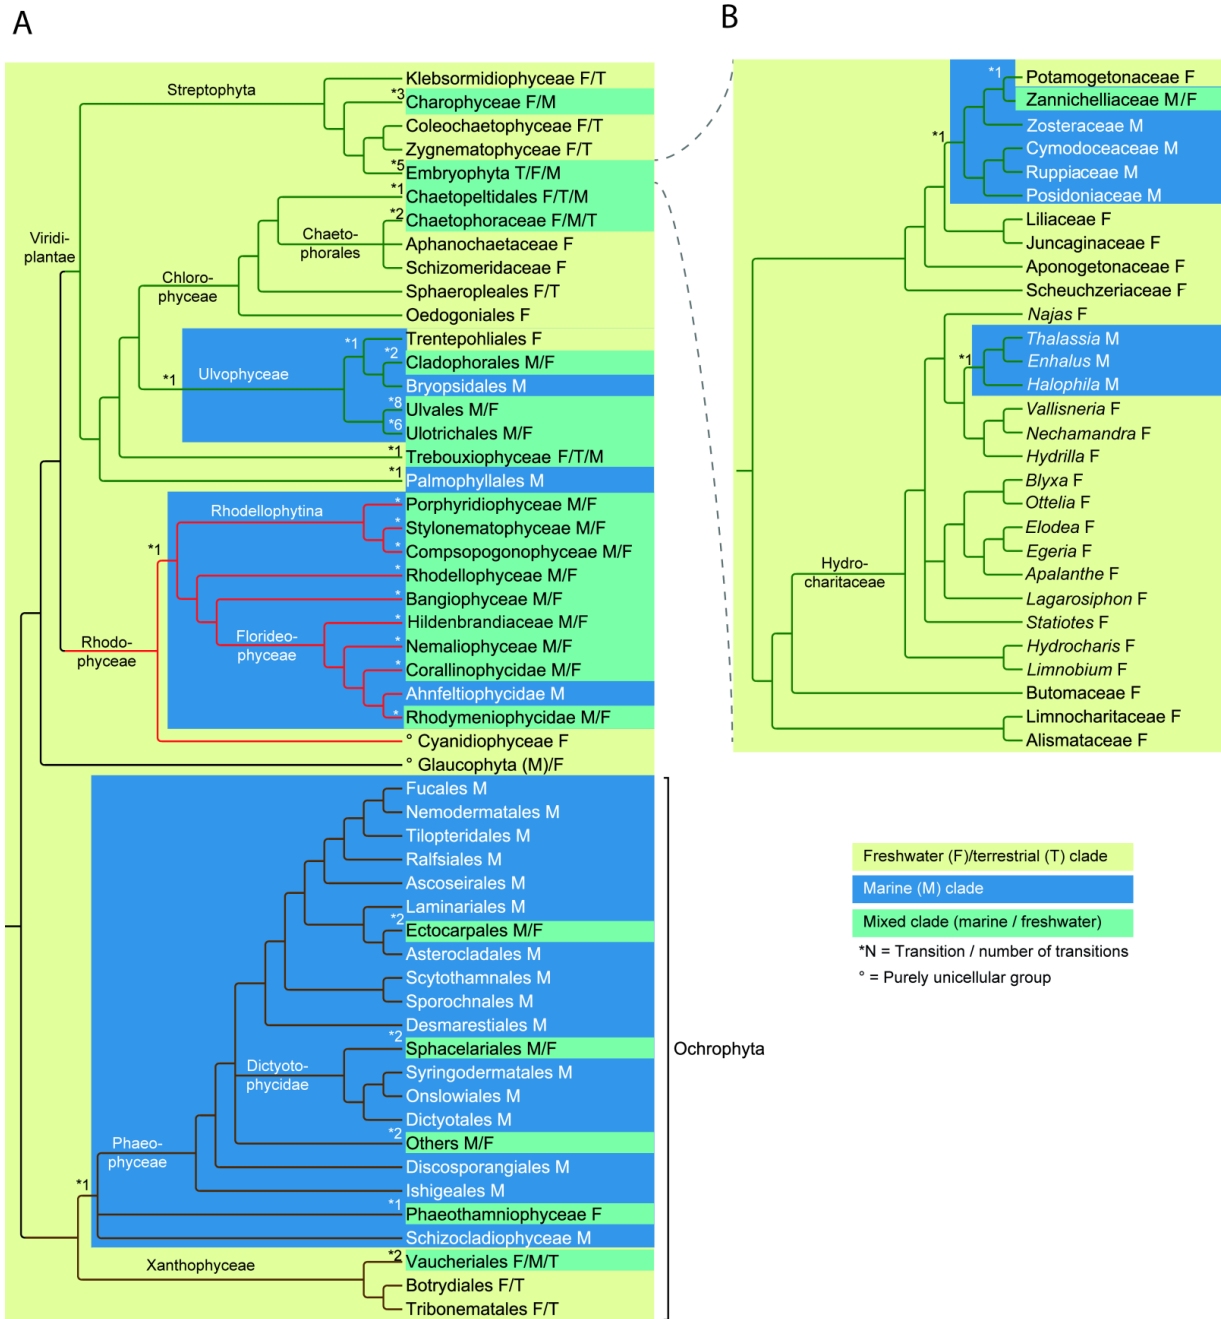 A
Streptophyta
Klebsormidiophyceae F/T
*3
Charophyceae F/M
Coleochaetophyceae F/T
Zygnematophyceae F/T
*5
Embryophyta T/F/M
*1
Chaetopeltidales F/T/M
*2
Chaetophoraceae F/M/T
Chaeto-
phorales
Aphanochaetaceae F
Schizomeridaceae F
Viridi-
plantae
Chloro-
phyceae
Sphaeropleales F/T
Oedogoniales F
*1
Trentepohliales F
*2
Cladophorales M/F
*1
Ulvophyceae
Bryopsidales M
*8
Ulvales M/F
*6
Ulotrichales M/F
*1
Trebouxiophyceae F/T/M
*1
Palmophyllales M
Rhodellophytina
*
Porphyridiophyceae M/F
*
Stylonematophyceae M/F
*1
*
Compsopogonophyceae M/F
*
Rhodellophyceae M/F
*
Bangiophyceae M/F
*
Hildenbrandiaceae M/F
Rhodo-
phyceae
Florideo-
phyceae
*
Nemaliophyceae M/F
*
Corallinophycidae M/F
Ahnfeltiophycidae M
*
Rhodymeniophycidae M/F
° Cyanidiophyceae F
° Glaucophyta (M)/F
Fucales M
Nemodermatales M
Tilopteridales M
Ralfsiales M
Ascoseirales M
Laminariales M
*2
Ectocarpales M/F
Asterocladales M
Scytothamnales M
Sporochnales M
Desmarestiales M
*2
Sphacelariales M/F
Ochrophyta
Dictyoto-
phycidae
Syringodermatales M
Onslowiales M
Dictyotales M
*2
Others M/F
Phaeo-
phyceae
Discosporangiales M
*1
Ishigeales M
*1
Phaeothamniophyceae F
Schizocladiophyceae M
Xanthophyceae
*2
Vaucheriales F/M/T
Botrydiales F/T
Tribonematales F/T
B
*1
Potamogetonaceae F
Zannichelliaceae M/F
Zosteraceae M
*1
Cymodoceaceae M
Ruppiaceae M
Posidoniaceae M
Liliaceae F
Juncaginaceae F
Aponogetonaceae F
Scheuchzeriaceae F
Najas F
Thalassia M
*1
Enhalus M
Halophila M
Vallisneria F
Nechamandra F
Hydrilla F
Blyxa F
Ottelia F
Elodea F
Egeria F
Hydro-
charitaceae
Apalanthe F
Lagarosiphon F
Statiotes F
Hydrocharis F
Limnobium F
Butomaceae F
Limnocharitaceae F
Alismataceae F
Freshwater (F)/terrestrial (T) clade
Marine (M) clade
Mixed clade (marine / freshwater)
*N = Transition / number of transitions
° = Purely unicellular group